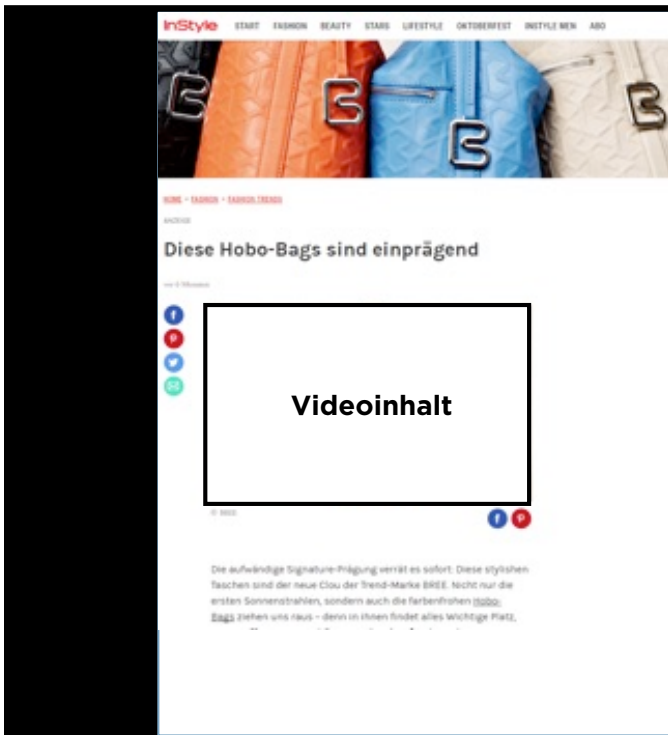 InStyle START FASHION BEAUTY STARS LIFESTYLE OKTOBERFEST INSTYLE MEN ABO
HOME > FASHION > FASHION TRENDS
ANZEIGE
Diese Hobo-Bags sind einprägend
Videoinhalt
© BREE
Die aufwändige Signature-Prägung verrät es sofort: Diese stylishen
Taschen sind der neue Clou der Trend-Marke BREE. Nicht nur die
ersten Sonnenstrahlen, sondern auch die farbenfrohen Hobo-
Bags ziehen uns raus – denn in ihnen findet alles Wichtige Platz,